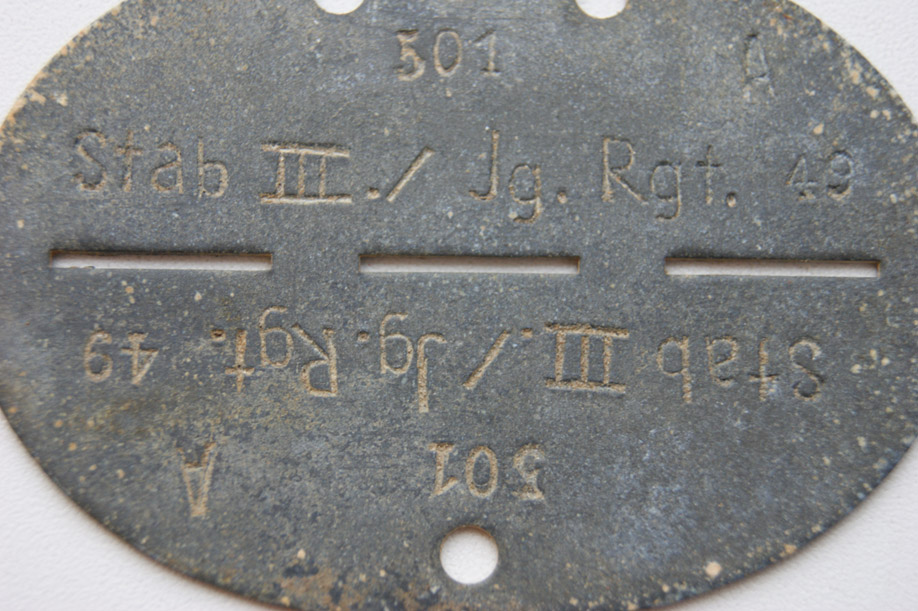 501 A
Stab III./ Jg. Rgt. 49
Stab III./Jg. Rgt. 49
501 A